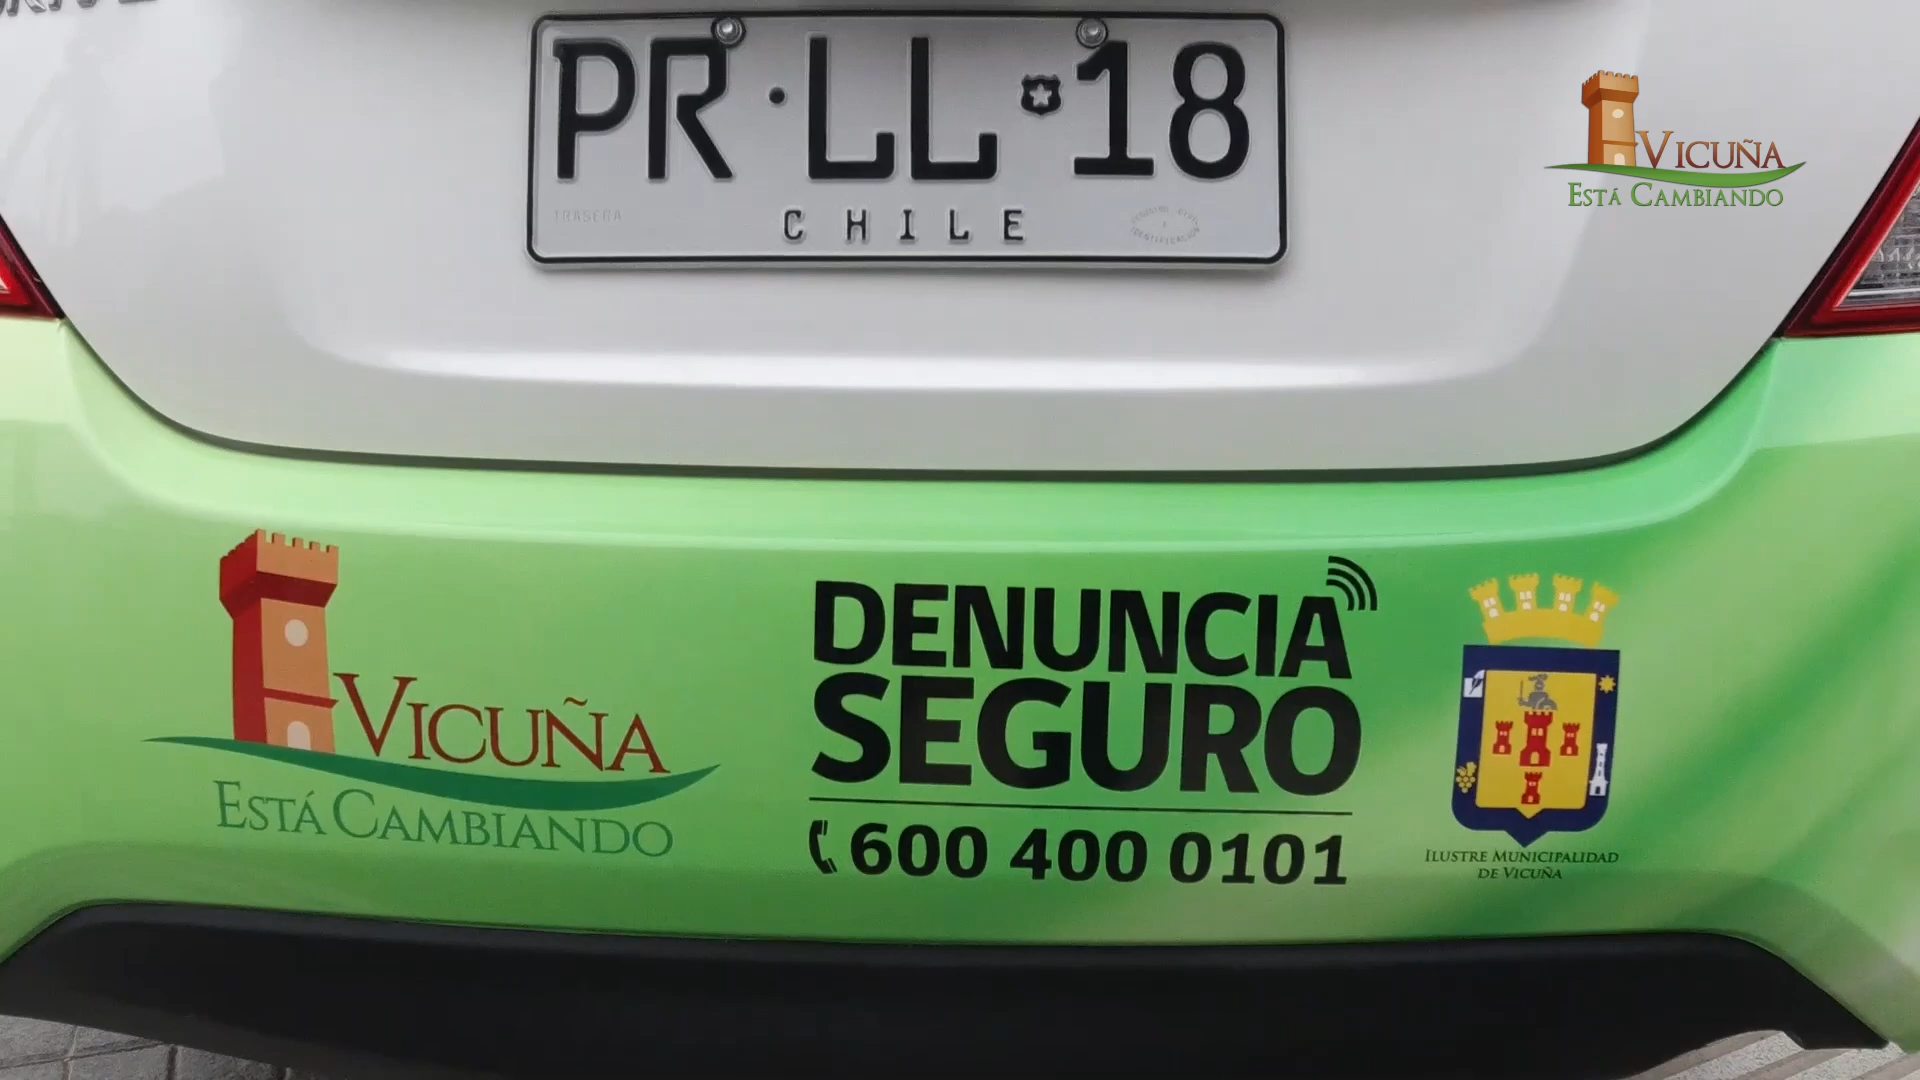 PR·LL 18
TRASERA
CHILE
VICUÑA
ESTÁ CAMBIANDO
VICUÑA
ESTÁ CAMBIANDO
DENUNCIA
SEGURO
600 400 0101
ILUSTRE MUNICIPALIDAD
DE VICUÑA